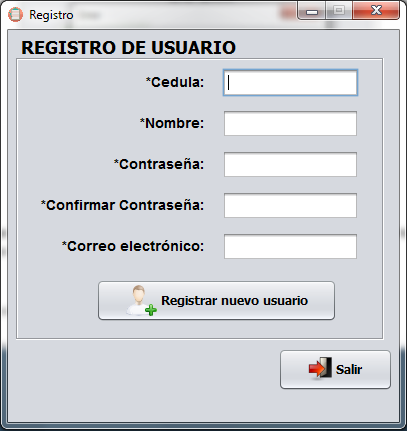 Registro
REGISTRO DE USUARIO
*Cedula:
*Nombre:
*Contraseña:
*Confirmar Contraseña:
*Correo electrónico:
Registrar nuevo usuario
Salir